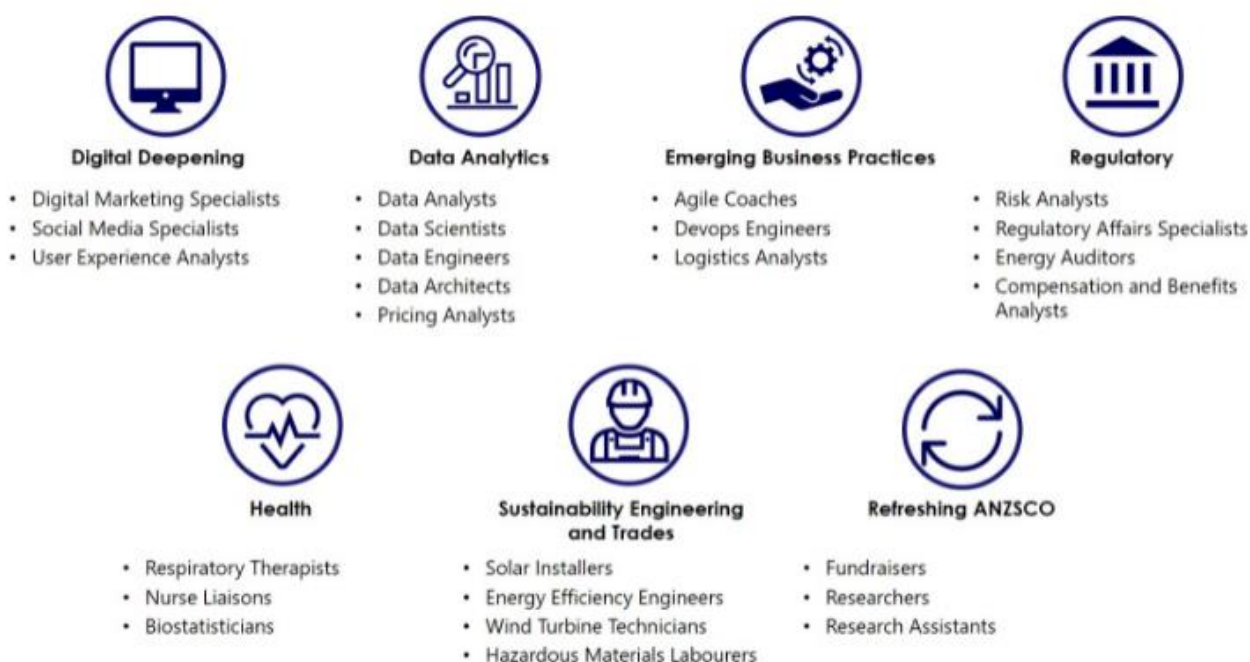 Digital Deepening
• Digital Marketing Specialists
• Social Media Specialists
• User Experience Analysts
Data Analytics
• Data Analysts
• Data Scientists
• Data Engineers
• Data Architects
• Pricing Analysts
Emerging Business Practices
• Agile Coaches
• Devops Engineers
• Logistics Analysts
Regulatory
• Risk Analysts
• Regulatory Affairs Specialists
• Energy Auditors
• Compensation and Benefits
Analysts
Health
• Respiratory Therapists
• Nurse Liaisons
• Biostatisticians
Sustainability Engineering
and Trades
• Solar Installers
• Energy Efficiency Engineers
• Wind Turbine Technicians
• Hazardous Materials Labourers
Refreshing ANZSCO
• Fundraisers
• Researchers
• Research Assistants